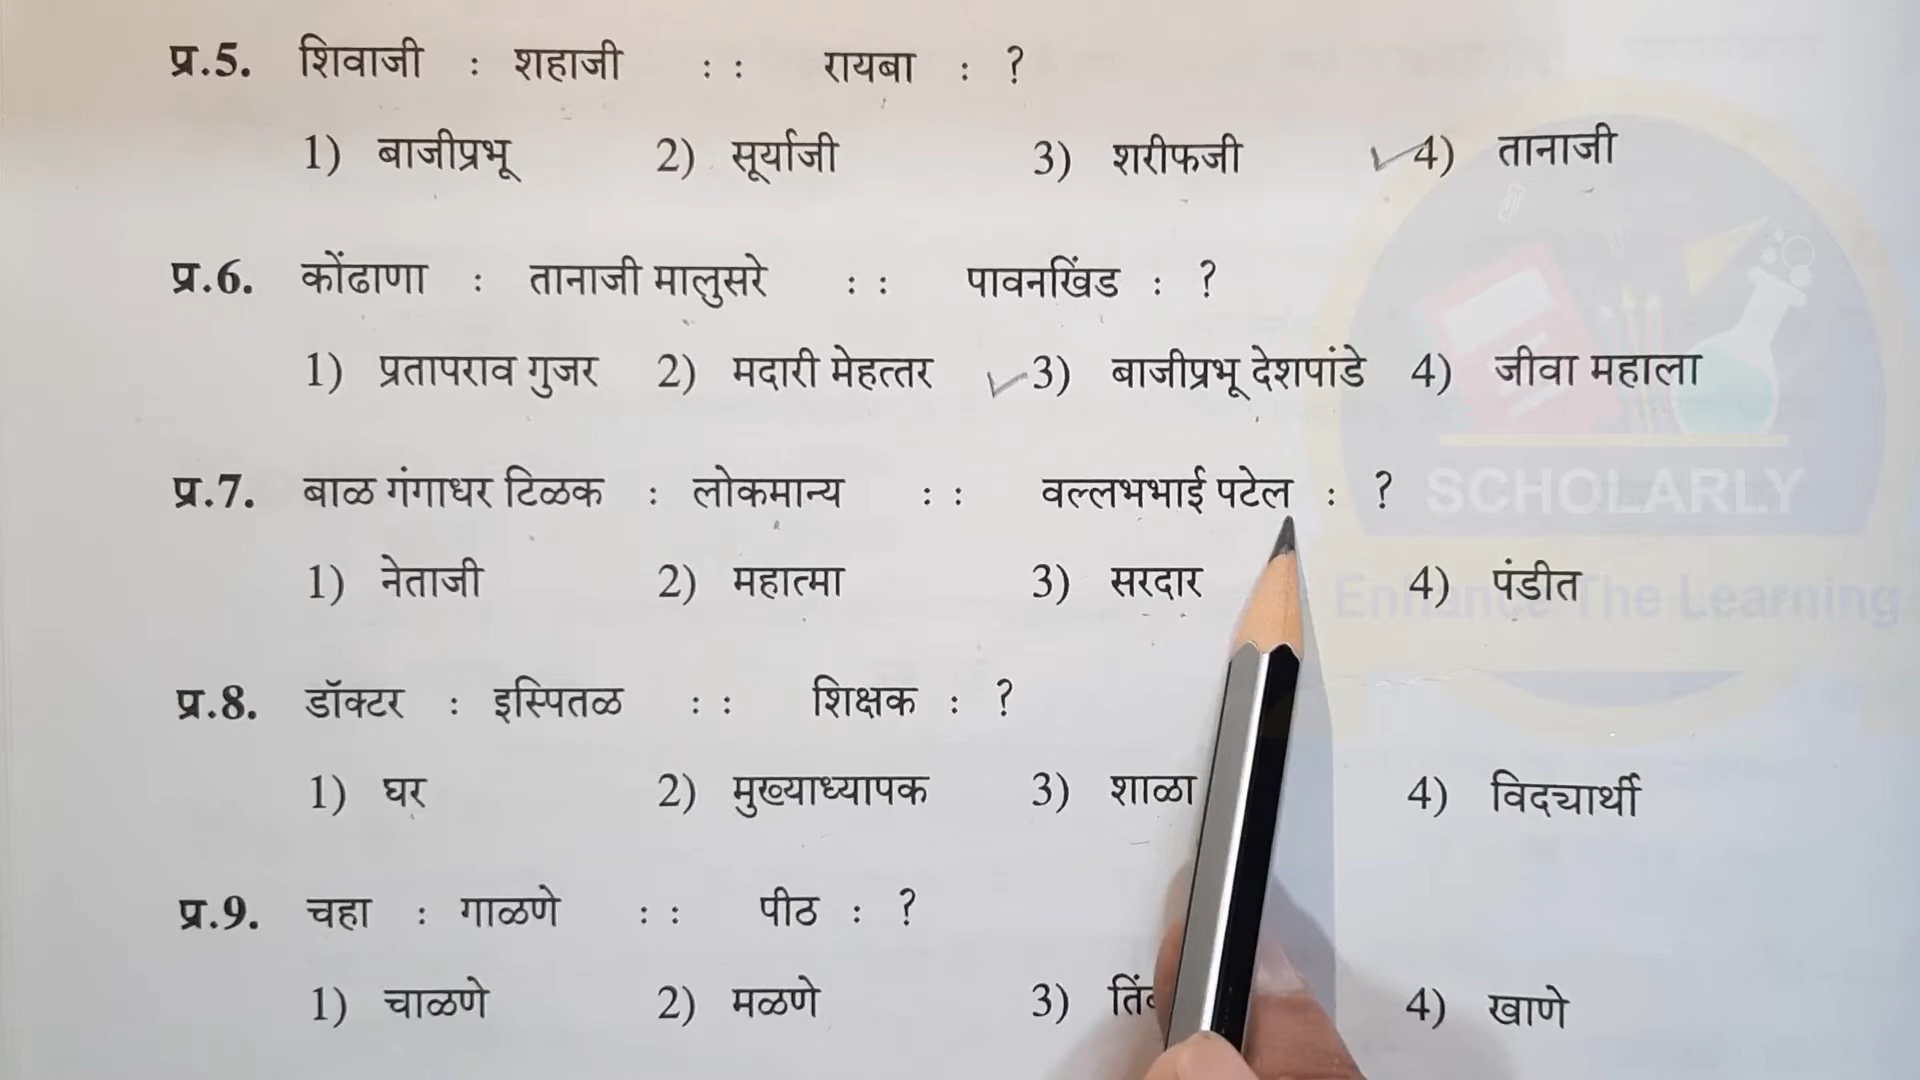 प्र.5. शिवाजी : शहाजी : : रायबा : ?
1) बाजीप्रभू 2) सूर्याजी 3) शरीफजी 4) तानाजी
प्र.6. कोंढाणा : तानाजी मालुसरे : : पावनखिंड : ?
1) प्रतापराव गुजर 2) मदारी मेहत्तर 3) बाजीप्रभू देशपांडे 4) जीवा महाला
प्र.7. बाळ गंगाधर टिळक : लोकमान्य : : वल्लभभाई पटेल : ?
SCHOLARLY
1) नेताजी 2) महात्मा 3) सरदार 4) पंडीत
Enhance The Learning
प्र.8. डॉक्टर : इस्पितळ : : शिक्षक : ?
1) घर 2) मुख्याध्यापक 3) शाळा 4) विद्यार्थी
प्र.9. चहा : गाळणे : : पीठ : ?
1) चाळणे 2) मळणे 3) 4) खाणे